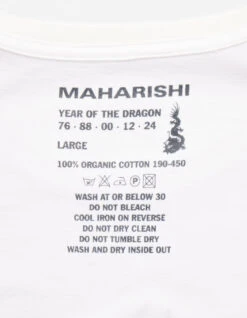 MAHARISHI
YEAR OF THE DRAGON
76-88-00-12-24
LARGE
100% ORGANIC COTTON 190-450
WASH AT OR BELOW 30
DO NOT BLEACH
COOL IRON ON REVERSE
DO NOT DRY CLEAN
DO NOT TUMBLE DRY
WASH AND DRY INSIDE OUT